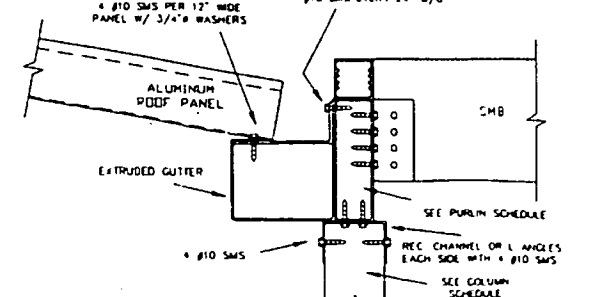 4 #10 SMS PER 12" WIDE
PANEL W/ 3/4"ø WASHERS
ALUMINUM
ROOF PANEL
SMB
EXTRUDED GUTTER
SEE PURLIN SCHEDULE
4 #10 SMS
REC CHANNEL OR L ANGLES
EACH SIDE WITH 4 #10 SMS
SEE COLUMN
SCHEDULE